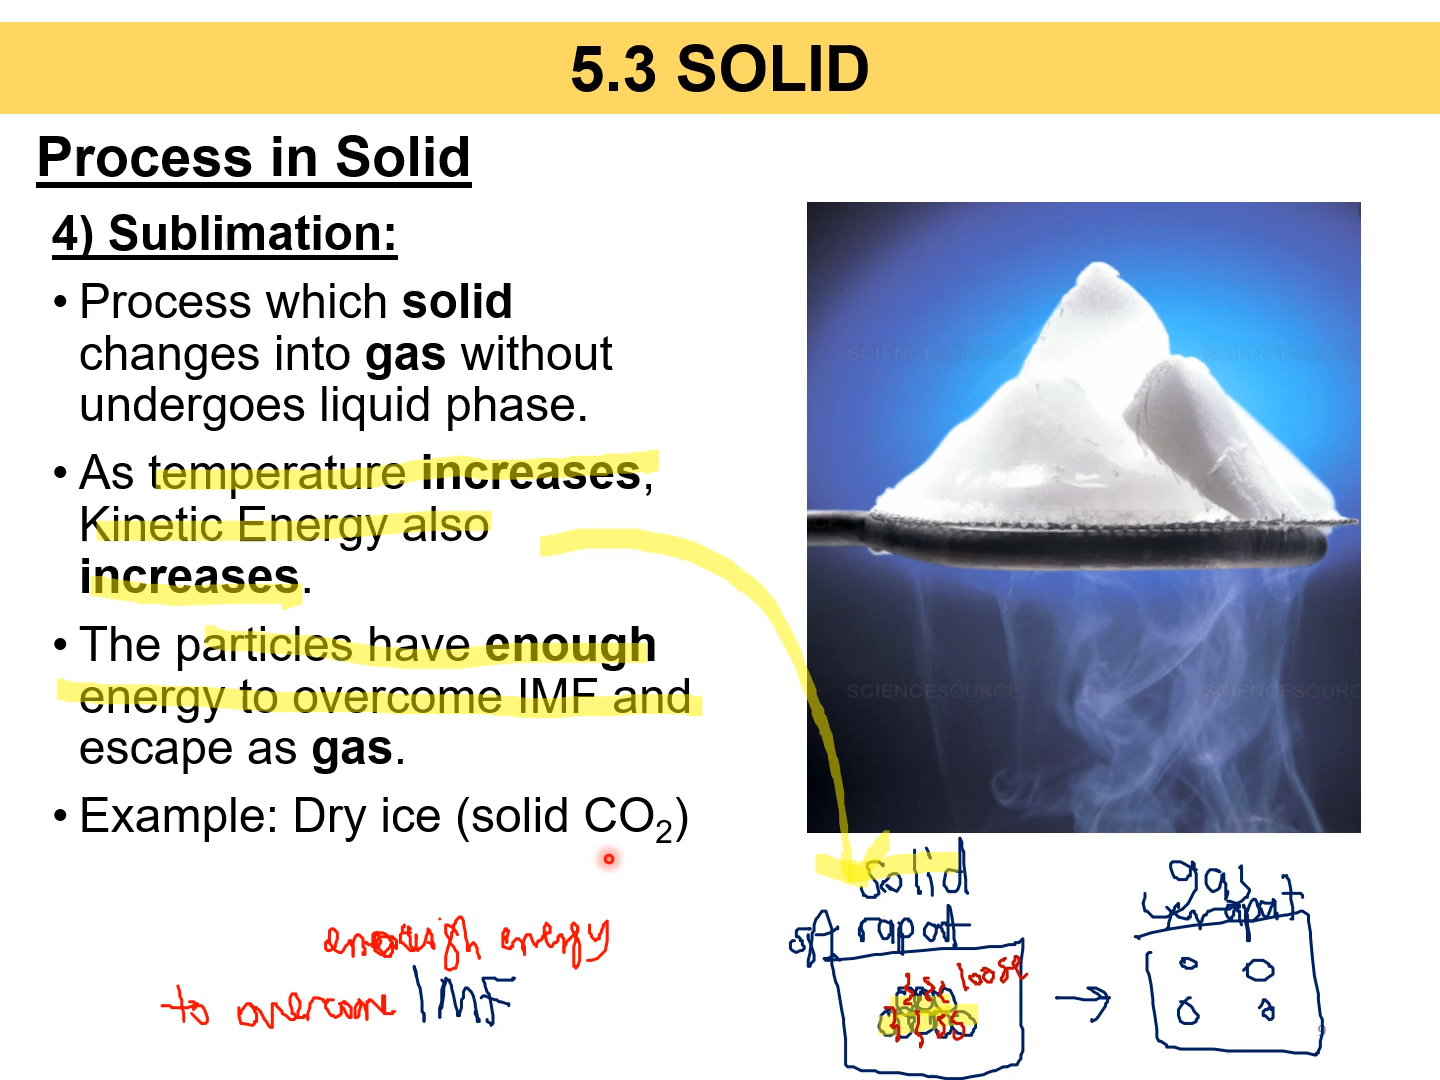 5.3 SOLID
Process in Solid
4) Sublimation:
• Process which solid
changes into gas without
undergoes liquid phase.
• As temperature increases,
Kinetic Energy also
increases.
• The particles have enough
energy to overcome IMF and
escape as gas.
• Example: Dry ice (solid CO₂)
SCIENCESOURCE
SCIENCESOURCE
enough energy
to overcome IMF
solid
rapat
loose
gas
9